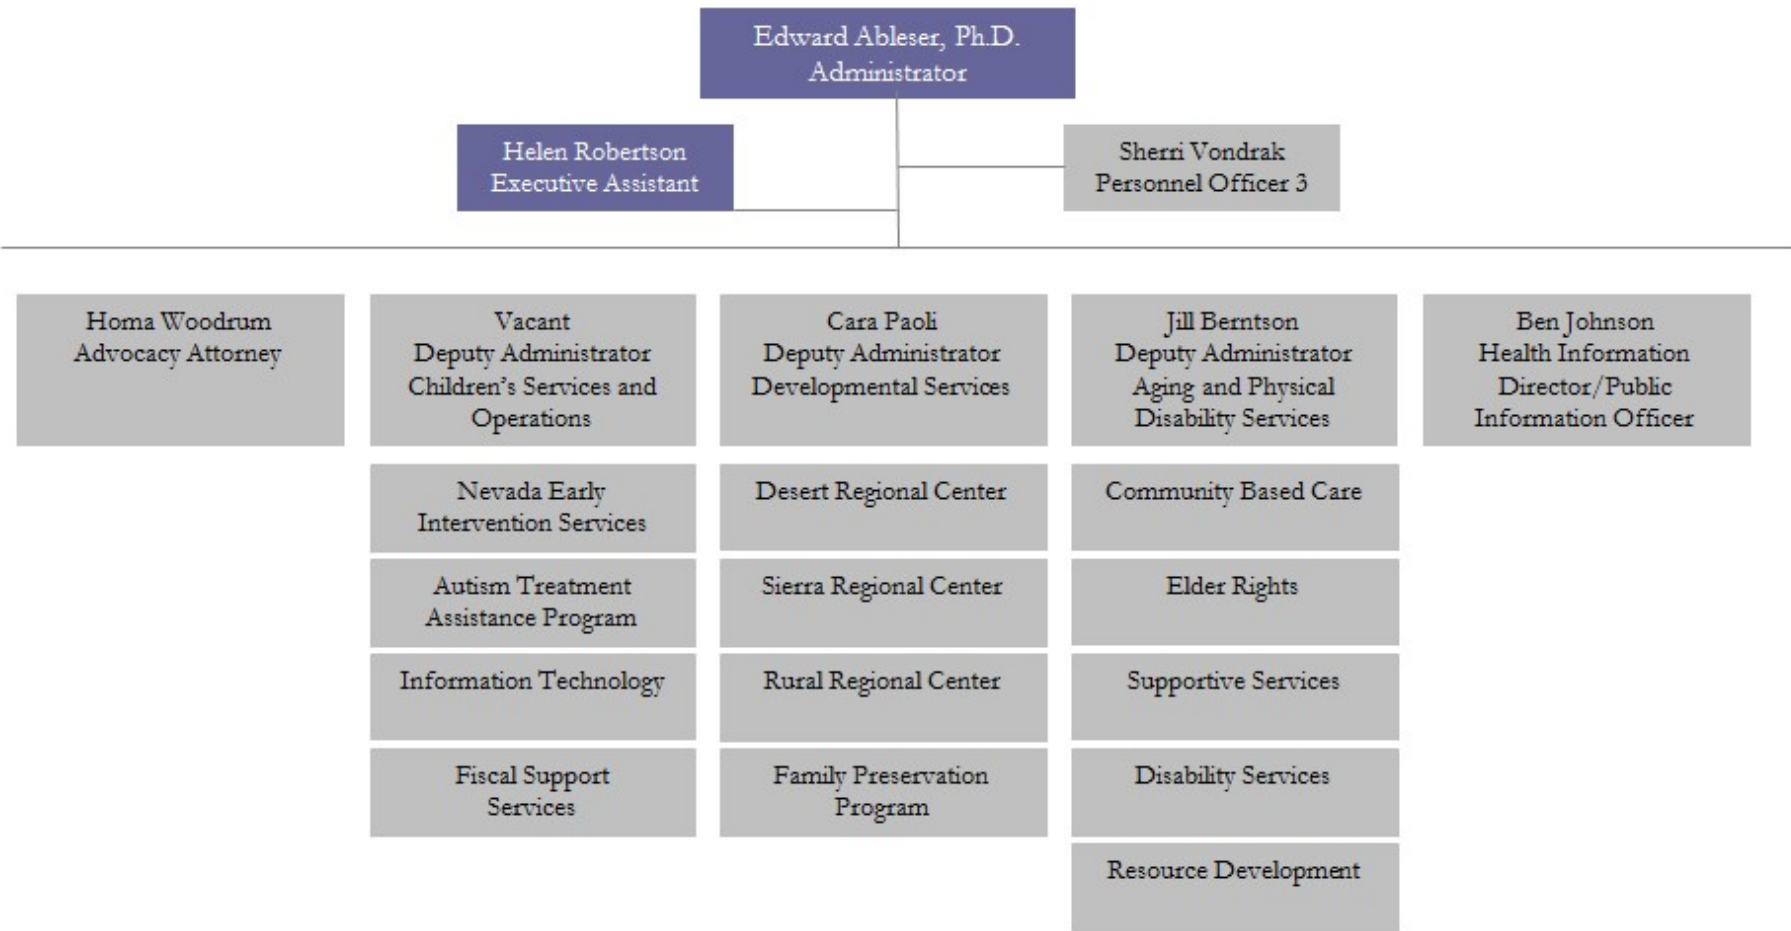 Edward Ableser, Ph.D.
Administrator
Helen Robertson
Executive Assistant
Sherri Vondrak
Personnel Officer 3
Homa Woodrum
Advocacy Attorney
Vacant
Deputy Administrator
Children's Services and
Operations
Cara Paoli
Deputy Administrator
Developmental Services
Jill Berntson
Deputy Administrator
Aging and Physical
Disability Services
Ben Johnson
Health Information
Director/Public
Information Officer
Nevada Early
Intervention Services
Autism Treatment
Assistance Program
Information Technology
Fiscal Support
Services
Desert Regional Center
Sierra Regional Center
Rural Regional Center
Family Preservation
Program
Community Based Care
Elder Rights
Supportive Services
Disability Services
Resource Development